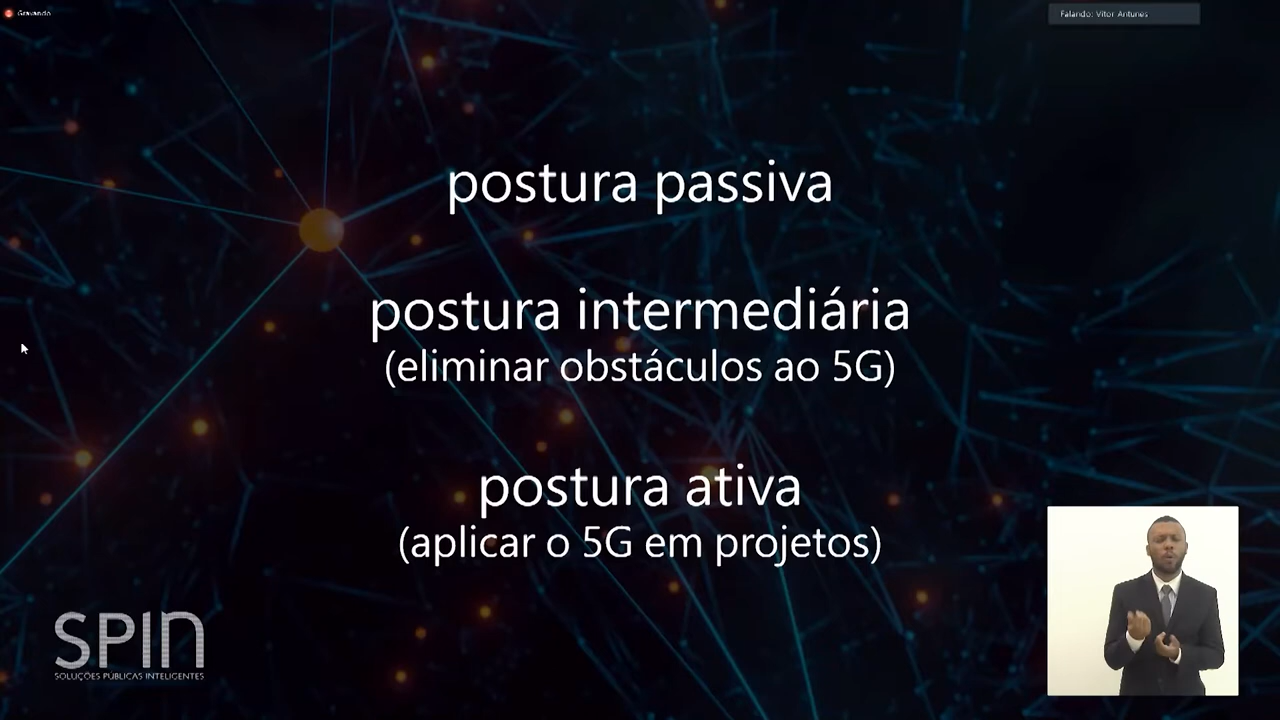 Gravando
Falando: Vitor Antunes
postura passiva
postura intermediária
(eliminar obstáculos ao 5G)
postura ativa
(aplicar o 5G em projetos)
SPIn
SOLUÇÕES PÚBLICAS INTELIGENTES